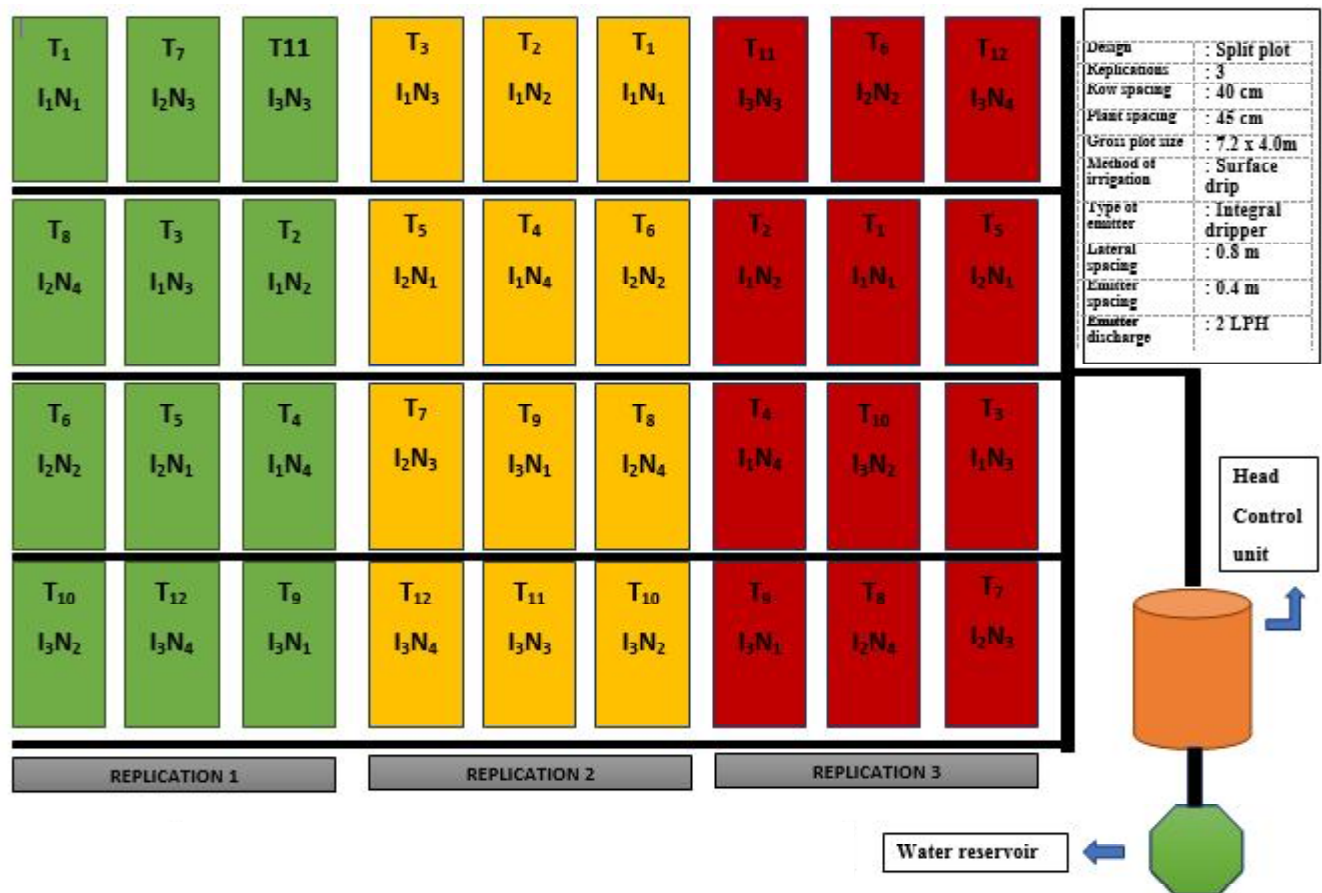 T₁ T₇ T11 T₃ T₂ T₁ T₁₁ T₆ T₁₂
I₁N₁ I₂N₃ I₃N₃ I₁N₃ I₁N₂ I₁N₁ I₃N₃ I₂N₂ I₃N₄
T₈ T₃ T₂ T₅ T₄ T₆ T₂ T₁ T₅
I₂N₄ I₁N₃ I₁N₂ I₂N₁ I₁N₄ I₂N₂ I₁N₂ I₁N₁ I₂N₁
T₆ T₅ T₄ T₇ T₉ T₈ T₄ T₁₀ T₃
I₂N₂ I₂N₁ I₁N₄ I₂N₃ I₃N₁ I₂N₄ I₁N₄ I₃N₂ I₁N₃
T₁₀ T₁₂ T₉ T₁₂ T₁₁ T₁₀ T₉ T₈ T₇
I₃N₂ I₃N₄ I₃N₁ I₃N₄ I₃N₃ I₃N₂ I₃N₁ I₂N₄ I₂N₃
REPLICATION 1 REPLICATION 2 REPLICATION 3
Design : Split plot
Replications : 3
Row spacing : 40 cm
Plant spacing : 45 cm
Gross plot size : 7.2 x 4.0m
Method of : Surface
irrigation drip
Type of : Integral
emitter dripper
Lateral : 0.8 m
spacing
Emitter : 0.4 m
spacing
Emitter : 2 LPH
discharge
Head
Control
unit
Water reservoir